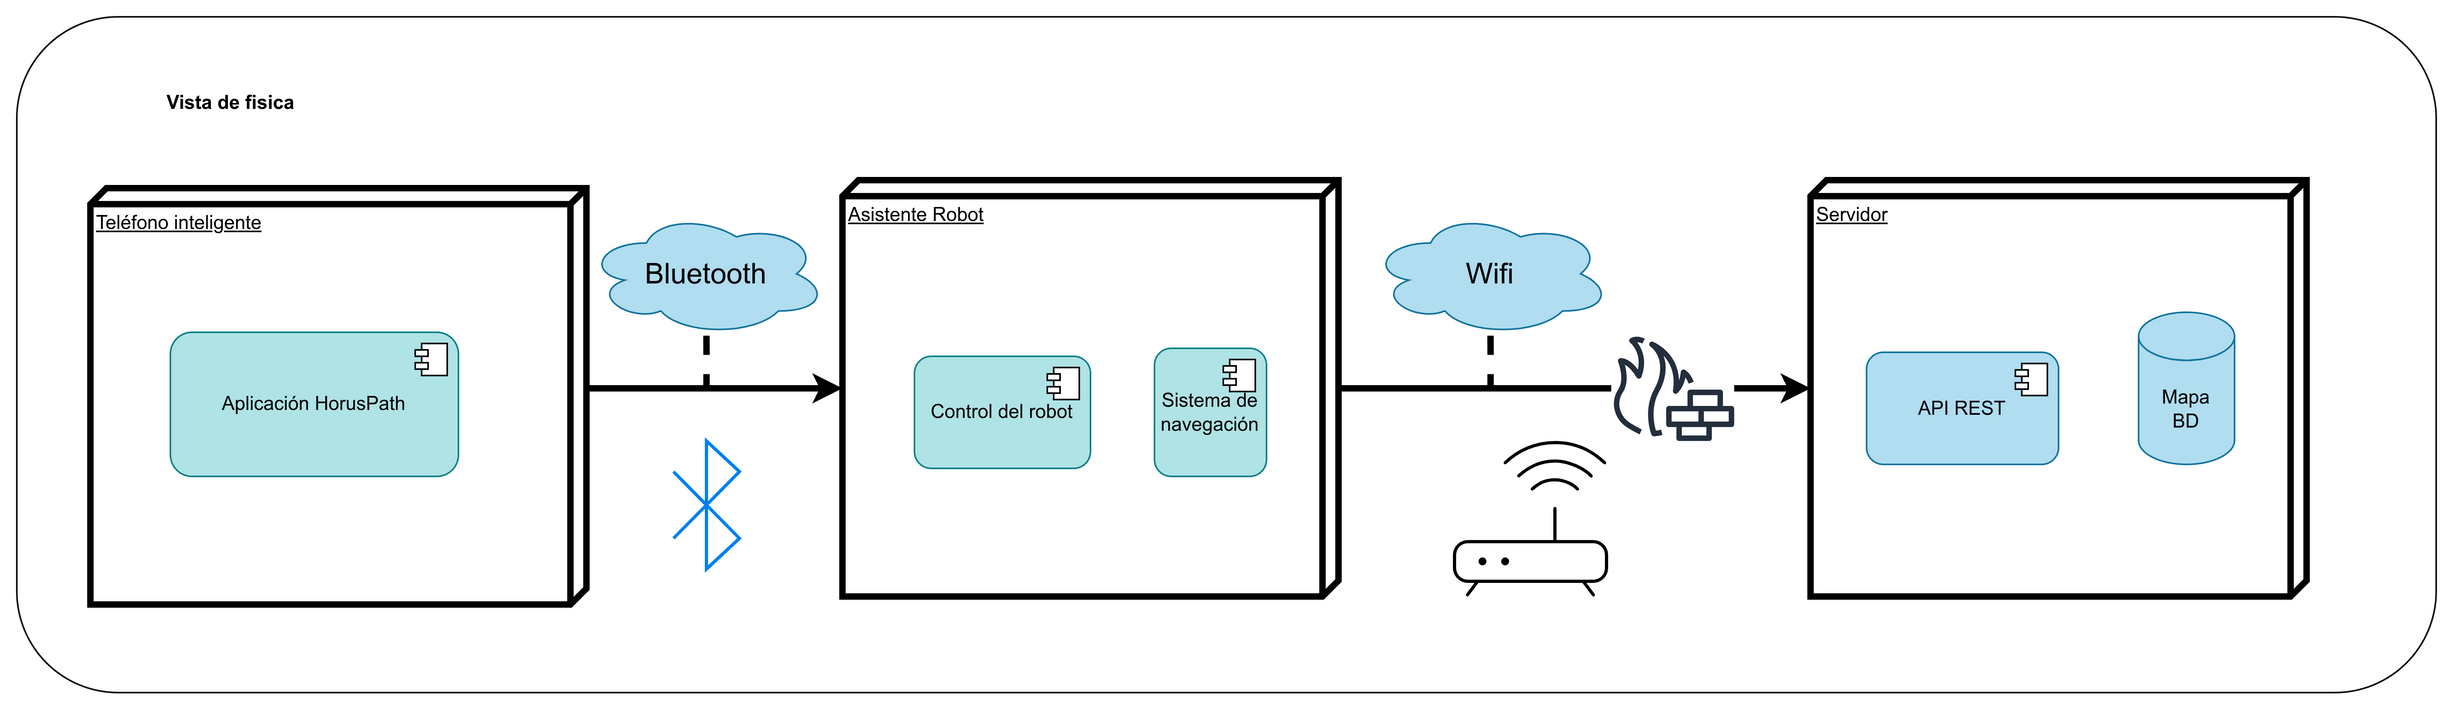 Vista de fisica
Teléfono inteligente
Aplicación HorusPath
Bluetooth
Asistente Robot
Control del robot
Sistema de
navegación
Wifi
Servidor
API REST
Mapa
BD